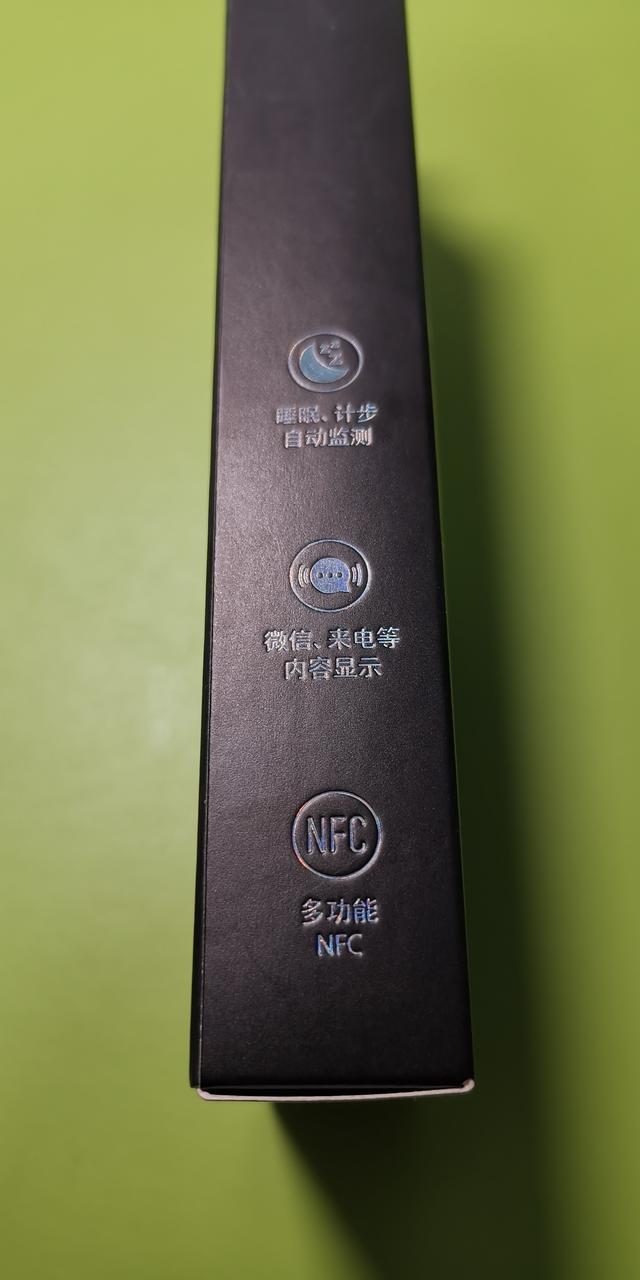 睡眠、计步
自动监测
微信、来电等
内容显示
NFC
多功能
NFC